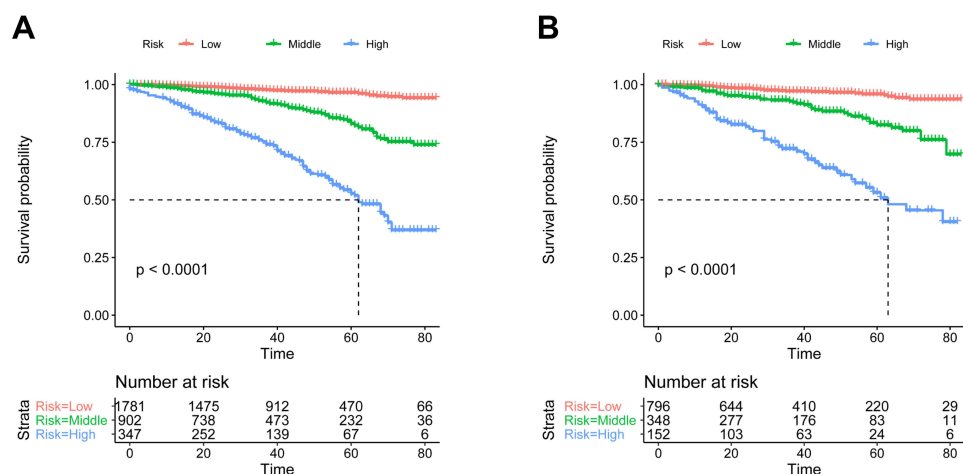 A
Risk Low Middle High
Survival probability
1.00
0.75
0.50
0.25
0.00
p < 0.0001
0 20 40 60 80
Time
Number at risk
Strata
Risk=Low 1781 1475 912 470 66
Risk=Middle 902 738 473 232 36
Risk=High 347 252 139 67 6
0 20 40 60 80
Time
B
Risk Low Middle High
Survival probability
1.00
0.75
0.50
0.25
0.00
p < 0.0001
0 20 40 60 80
Time
Number at risk
Strata
Risk=Low 796 644 410 220 29
Risk=Middle 348 277 176 83 11
Risk=High 152 103 63 24 6
0 20 40 60 80
Time